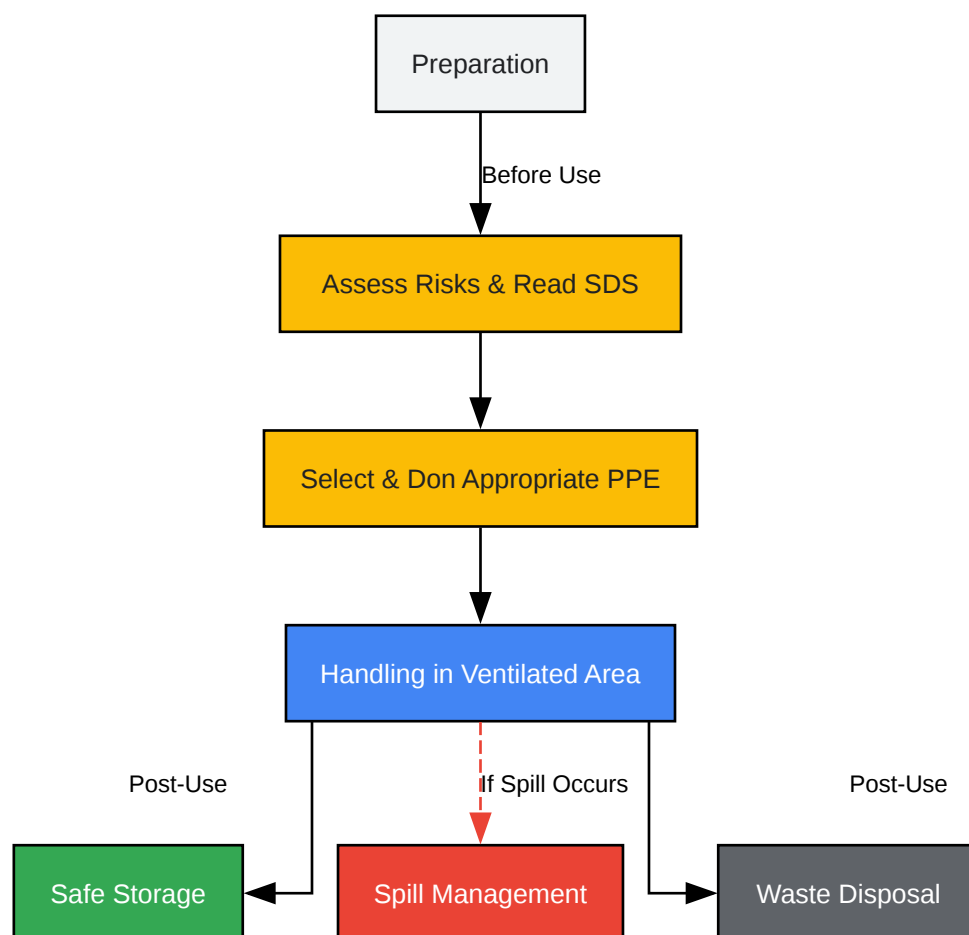 Preparation
Before Use
Assess Risks & Read SDS
Select & Don Appropriate PPE
Handling in Ventilated Area
Post-Use
If Spill Occurs
Post-Use
Safe Storage
Spill Management
Waste Disposal